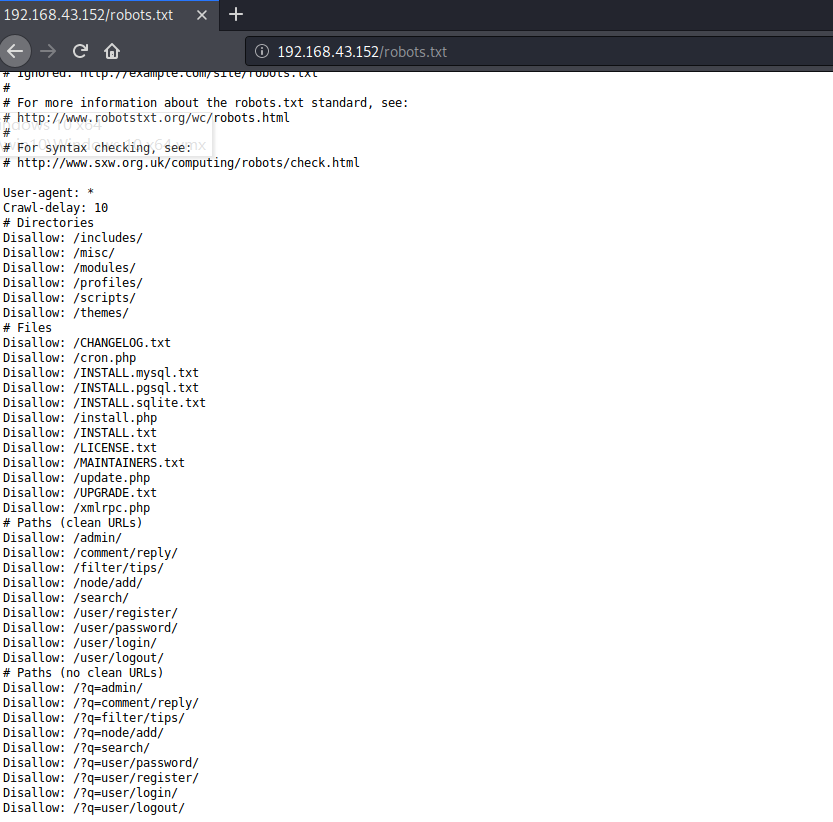 192.168.43.152/robots.txt
192.168.43.152/robots.txt
# Ignored: http://example.com/site/robots.txt
#
# For more information about the robots.txt standard, see:
# http://www.robotstxt.org/wc/robots.html
#
# For syntax checking, see:
# http://www.sxw.org.uk/computing/robots/check.html
User-agent: *
Crawl-delay: 10
# Directories
Disallow: /includes/
Disallow: /misc/
Disallow: /modules/
Disallow: /profiles/
Disallow: /scripts/
Disallow: /themes/
# Files
Disallow: /CHANGELOG.txt
Disallow: /cron.php
Disallow: /INSTALL.mysql.txt
Disallow: /INSTALL.pgsql.txt
Disallow: /INSTALL.sqlite.txt
Disallow: /install.php
Disallow: /INSTALL.txt
Disallow: /LICENSE.txt
Disallow: /MAINTAINERS.txt
Disallow: /update.php
Disallow: /UPGRADE.txt
Disallow: /xmlrpc.php
# Paths (clean URLs)
Disallow: /admin/
Disallow: /comment/reply/
Disallow: /filter/tips/
Disallow: /node/add/
Disallow: /search/
Disallow: /user/register/
Disallow: /user/password/
Disallow: /user/login/
Disallow: /user/logout/
# Paths (no clean URLs)
Disallow: /?q=admin/
Disallow: /?q=comment/reply/
Disallow: /?q=filter/tips/
Disallow: /?q=node/add/
Disallow: /?q=search/
Disallow: /?q=user/password/
Disallow: /?q=user/register/
Disallow: /?q=user/login/
Disallow: /?q=user/logout/